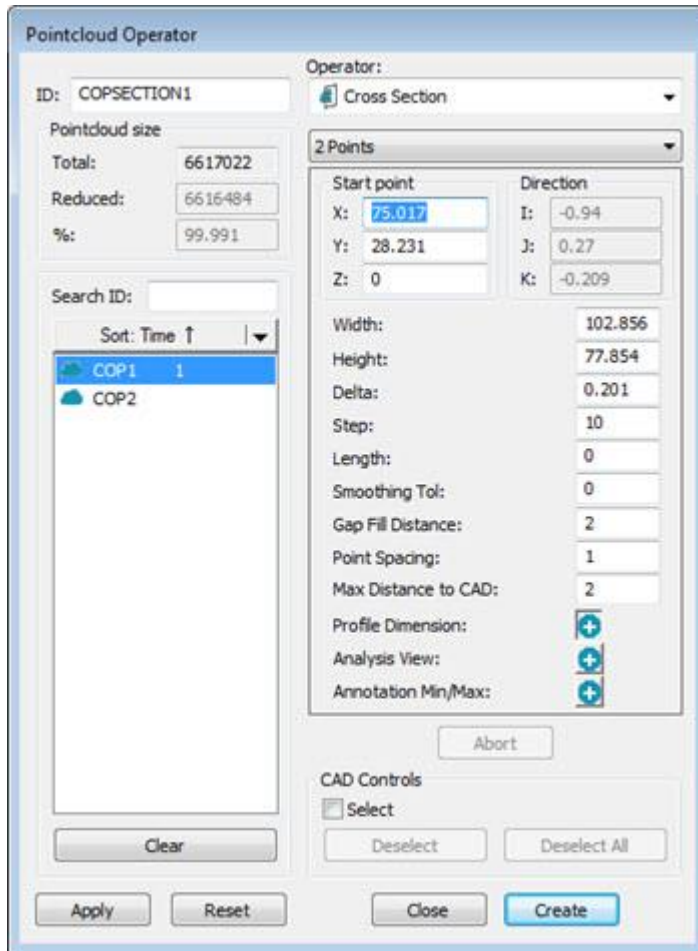 Pointcloud Operator
ID: COPSECTION1
Operator:
Cross Section
Pointcloud size
Total: 6617022
Reduced: 6616484
%: 99.991
2 Points
Start point
X: 75.017
Y: 28.231
Z: 0
Direction
I: -0.94
J: 0.27
K: -0.209
Search ID:
Sort: Time ↑
COP1 1
COP2
Width: 102.856
Height: 77.854
Delta: 0.201
Step: 10
Length: 0
Smoothing Tol: 0
Gap Fill Distance: 2
Point Spacing: 1
Max Distance to CAD: 2
Profile Dimension:
Analysis View:
Annotation Min/Max:
Abort
CAD Controls
Select
Deselect Deselect All
Clear
Apply Reset Close Create